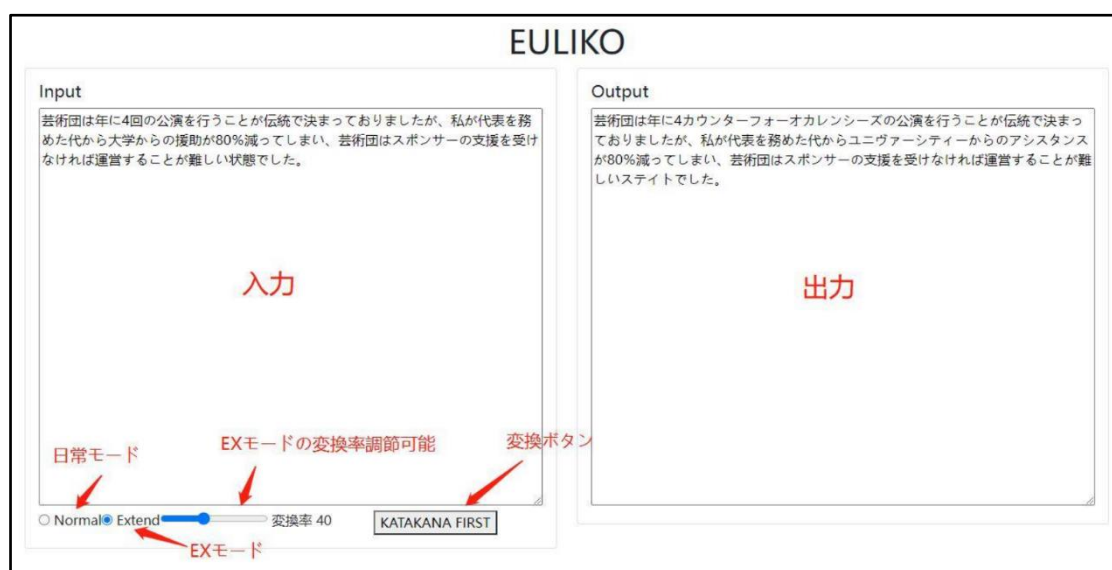 EULIKO
Input
芸術団は年に4回の公演を行うことが伝統で決まっておりましたが、私が代表を務
めた代から大学からの援助が80%減ってしまい、芸術団はスポンサーの支援を受け
なければ運営することが難しい状態でした。
入力
日常モード
EXモードの変換率調節可能
変換ボタン
Normal Extend 変換率 40 KATAKANA FIRST
EXモード
Output
芸術団は年に4カウンターフォーオカレンシーズの公演を行うことが伝統で決まっ
ておりましたが、私が代表を務めた代からユニヴァーシティーからのアシスタンス
が80%減ってしまい、芸術団はスポンサーの支援を受けなければ運営することが難
しいステイトでした。
出力